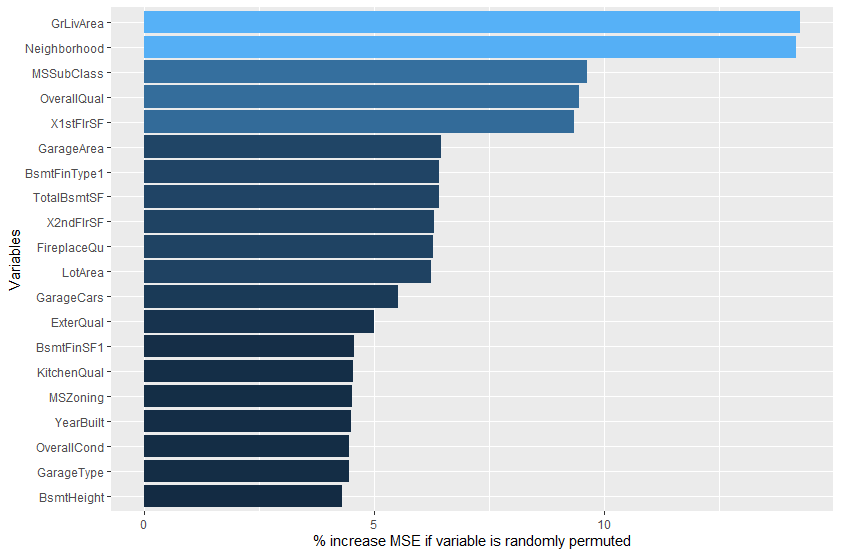 GrLivArea
Neighborhood
MSSubClass
OverallQual
X1stFlrSF
GarageArea
BsmtFinType1
TotalBsmtSF
X2ndFlrSF
FireplaceQu
LotArea
GarageCars
ExterQual
BsmtFinSF1
KitchenQual
MSZoning
YearBuilt
OverallCond
GarageType
BsmtHeight
Variables
0 5 10
% increase MSE if variable is randomly permuted